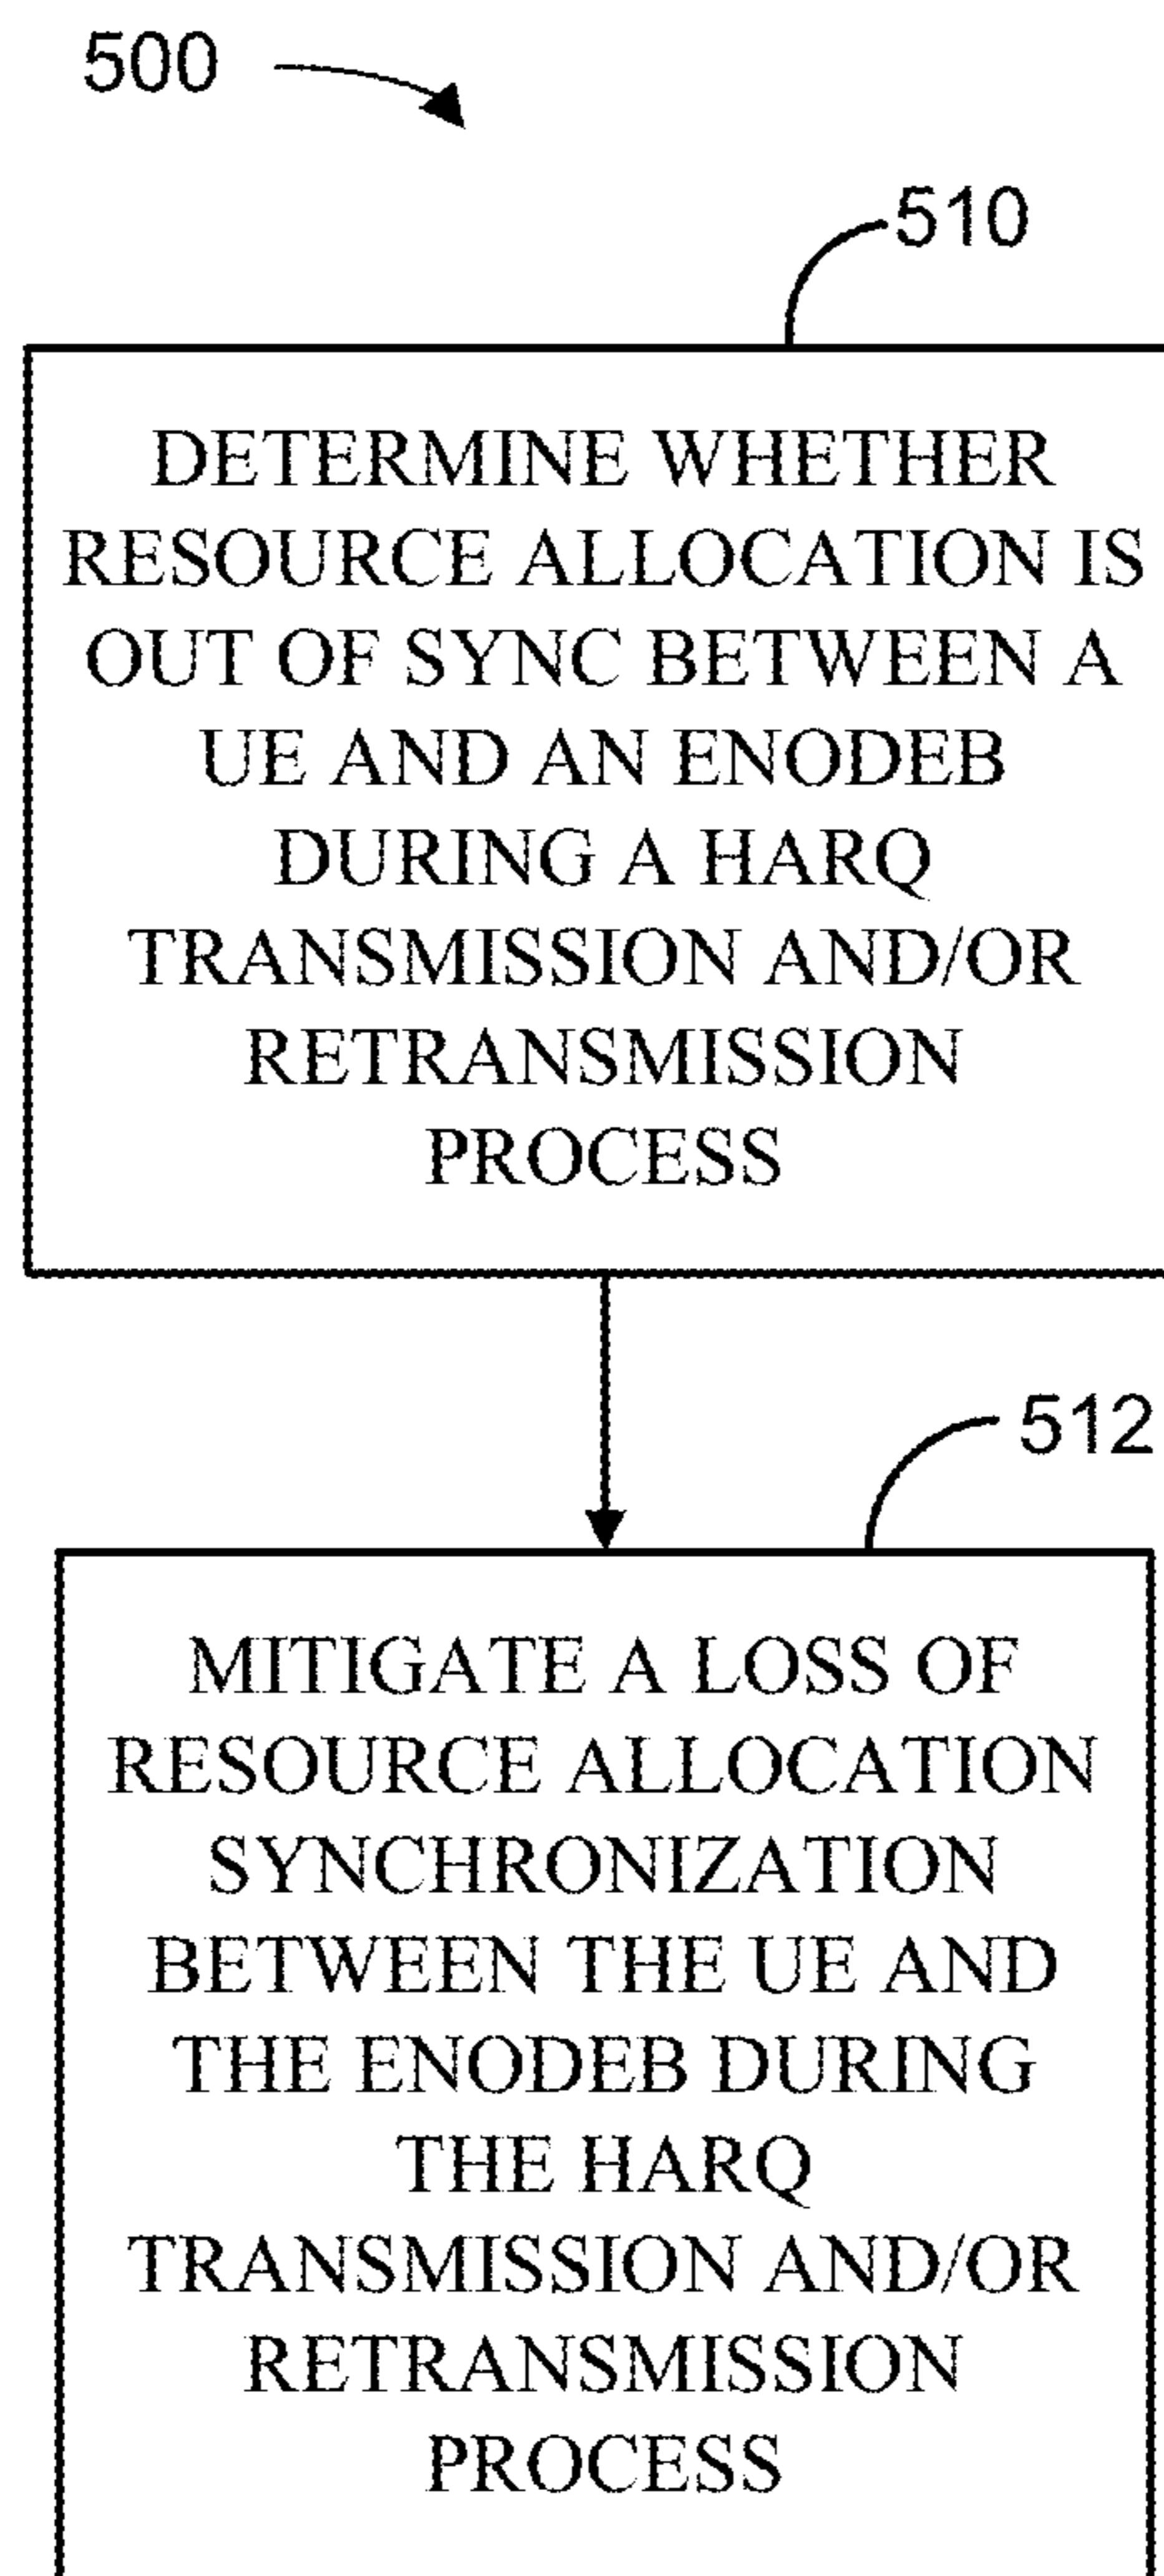 500
510
DETERMINE WHETHER
RESOURCE ALLOCATION IS
OUT OF SYNC BETWEEN A
UE AND AN ENODEB
DURING A HARQ
TRANSMISSION AND/OR
RETRANSMISSION
PROCESS
512
MITIGATE A LOSS OF
RESOURCE ALLOCATION
SYNCHRONIZATION
BETWEEN THE UE AND
THE ENODEB DURING
THE HARQ
TRANSMISSION AND/OR
RETRANSMISSION
PROCESS